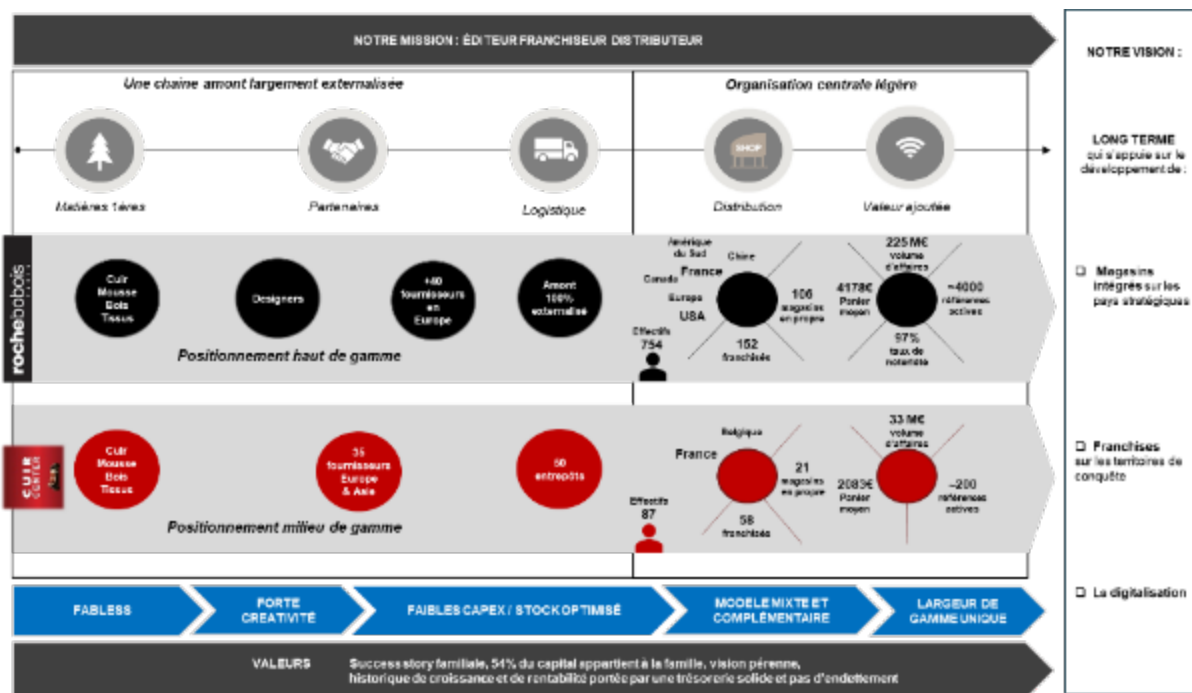 NOTRE MISSION : ÉDITEUR FRANCHISEUR DISTRIBUTEUR
Une chaine amont largement externalisée
Organisation centrale légère
SHOP
Matières 1ères
Partenaires
Logistique
Distribution
Valeur ajoutée
rochebobois
PARIS
Cuir
Mousse
Bois
Tissus
Designers
+40
fournisseurs
en
Europe
Amont
100%
externalisé
Positionnement haut de gamme
Amérique
du Sud
Chine
Canada
France
Europe
USA
106
magasins
en propre
152
franchisés
Effectifs
754
225 M€
volume
d'affaires
4178€
Panier
moyen
~4000
références
actives
97%
taux de
notoriété
CUIR
CENTER
Cuir
Mousse
Bois
Tissus
35
fournisseurs
Europe
& Asie
50
entrepôts
Positionnement milieu de gamme
Belgique
France
21
magasins
en propre
58
franchisés
Effectifs
87
33 M€
volume
d'affaires
2083€
Panier
moyen
~200
références
actives
FABLESS
FORTE
CRÉATIVITÉ
FAIBLES CAPEX / STOCK OPTIMISÉ
MODELE MIXTE ET
COMPLÉMENTAIRE
LARGEUR DE
GAMME UNIQUE
VALEURS
Success story familiale, 54% du capital appartient à la famille, vision pérenne,
historique de croissance et de rentabilité portée par une trésorerie solide et pas d'endettement
NOTRE VISION :
LONG TERME
qui s'appuie sur le
développement de :
Magasins
intégrés sur les
pays stratégiques
Franchises
sur les territoires de
conquête
La digitalisation